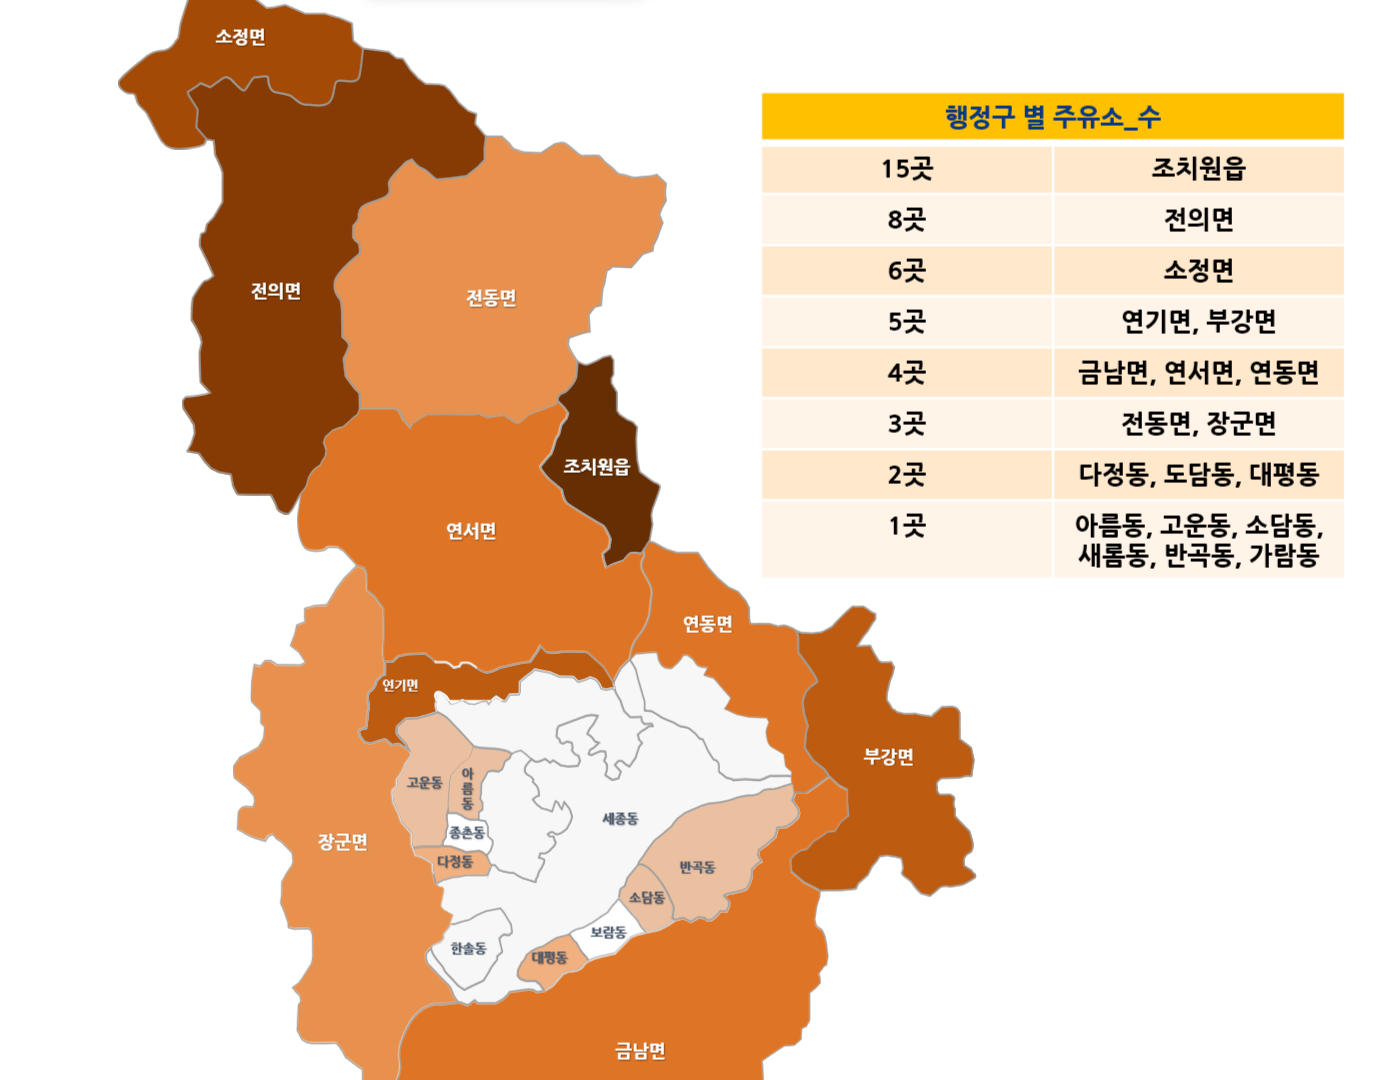 소정면
전의면
전동면
조치원읍
연서면
연동면
연기면
부강면
고운동
아
름
동
종촌동
다정동
세종동
장군면
반곡동
소담동
보람동
한솔동
대평동
금남면
행정구 별 주유소_수
15곳 조치원읍
8곳 전의면
6곳 소정면
5곳 연기면, 부강면
4곳 금남면, 연서면, 연동면
3곳 전동면, 장군면
2곳 다정동, 도담동, 대평동
1곳 아름동, 고운동, 소담동,
새롬동, 반곡동, 가람동